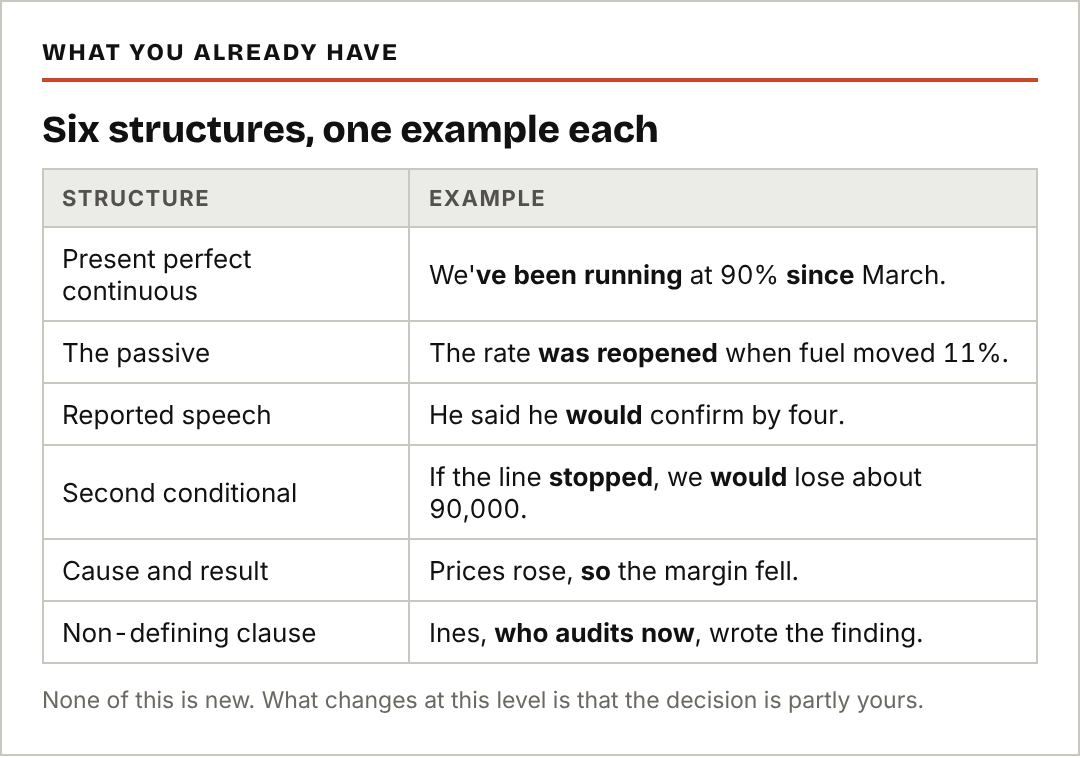 WHAT YOU ALREADY HAVE
Six structures, one example each
STRUCTURE EXAMPLE
Present perfect
continuous
We've been running at 90% since March.
The passive
The rate was reopened when fuel moved 11%.
Reported speech
He said he would confirm by four.
Second conditional
If the line stopped, we would lose about
90,000.
Cause and result
Prices rose, so the margin fell.
Non-defining clause
Ines, who audits now, wrote the finding.
None of this is new. What changes at this level is that the decision is partly yours.